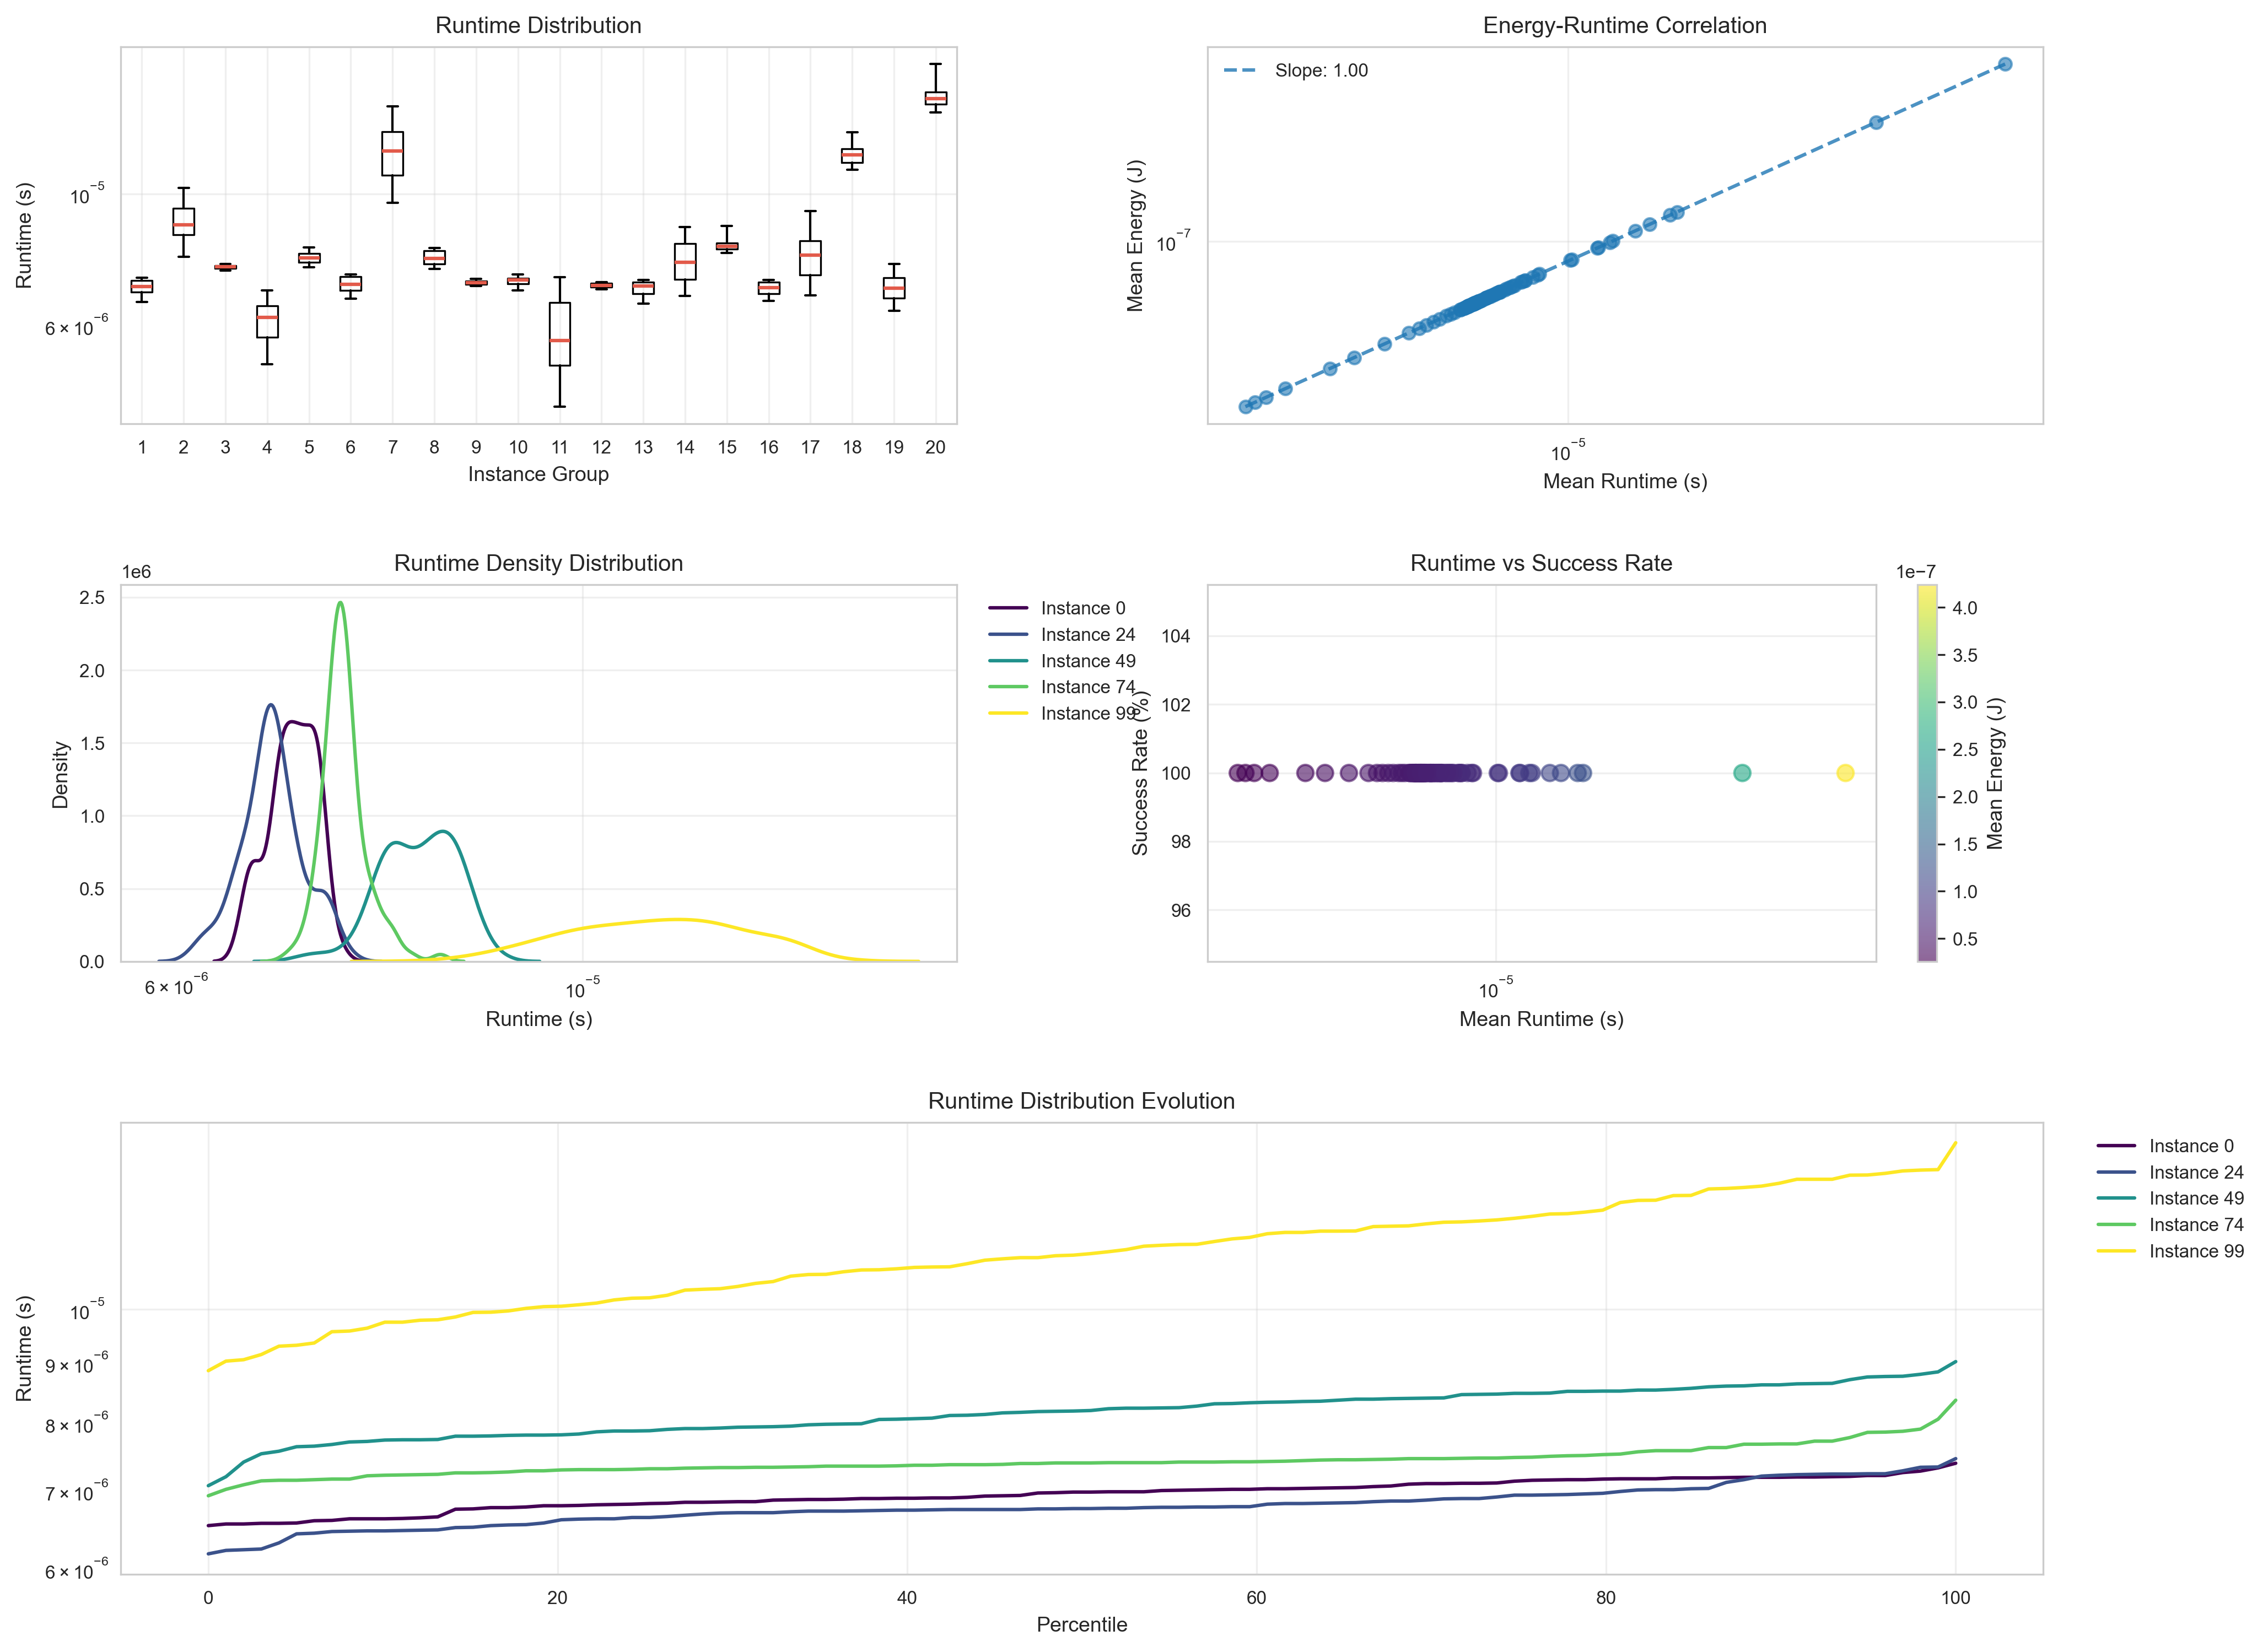 Runtime Distribution
Runtime (s)
10⁻⁵
6 × 10⁻⁶
1 2 3 4 5 6 7 8 9 10 11 12 13 14 15 16 17 18 19 20
Instance Group
Energy-Runtime Correlation
Slope: 1.00
Mean Energy (J)
10⁻⁷
10⁻⁵
Mean Runtime (s)
Runtime Density Distribution
1e6
Density
2.5
2.0
1.5
1.0
0.5
0.0
6 × 10⁻⁶ 10⁻⁵
Runtime (s)
Instance 0
Instance 24
Instance 49
Instance 74
Instance 99
Runtime vs Success Rate
Success Rate (%)
104
102
100
98
96
10⁻⁵
Mean Runtime (s)
1e−7
4.0
3.5
3.0
2.5
2.0
1.5
1.0
0.5
Mean Energy (J)
Runtime Distribution Evolution
Runtime (s)
10⁻⁵
9 × 10⁻⁶
8 × 10⁻⁶
7 × 10⁻⁶
6 × 10⁻⁶
0 20 40 60 80 100
Percentile
Instance 0
Instance 24
Instance 49
Instance 74
Instance 99